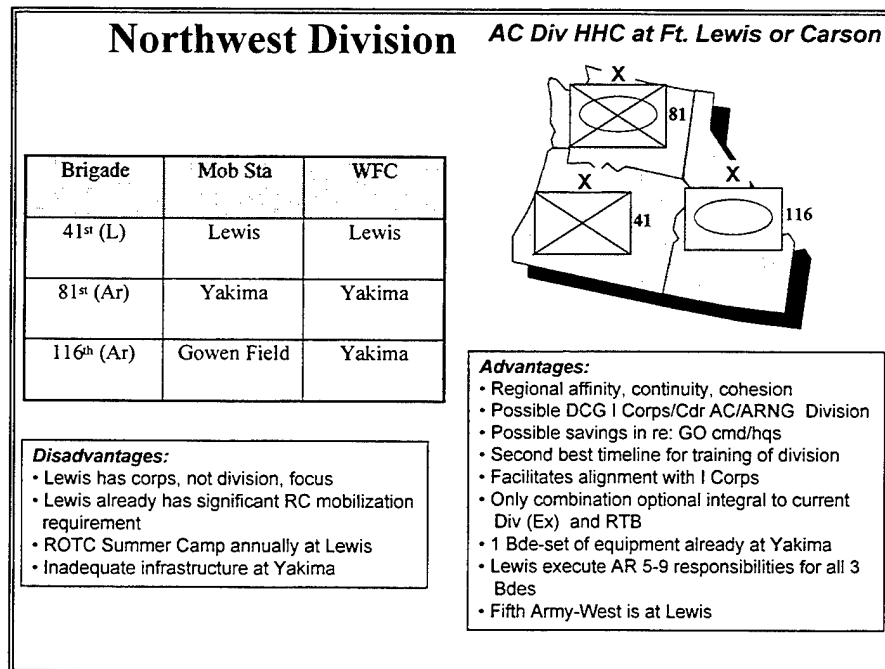 Northwest Division
AC Div HHC at Ft. Lewis or Carson
X
81
X
41
X
116
Brigade Mob Sta WFC
41st (L) Lewis Lewis
81st (Ar) Yakima Yakima
116th (Ar) Gowen Field Yakima
Disadvantages:
• Lewis has corps, not division, focus
• Lewis already has significant RC mobilization
requirement
• ROTC Summer Camp annually at Lewis
• Inadequate infrastructure at Yakima
Advantages:
• Regional affinity, continuity, cohesion
• Possible DCG I Corps/Cdr AC/ARNG Division
• Possible savings in re: GO cmd/hqs
• Second best timeline for training of division
• Facilitates alignment with I Corps
• Only combination optional integral to current
Div (Ex) and RTB
• 1 Bde-set of equipment already at Yakima
• Lewis execute AR 5-9 responsibilities for all 3
Bdes
• Fifth Army-West is at Lewis